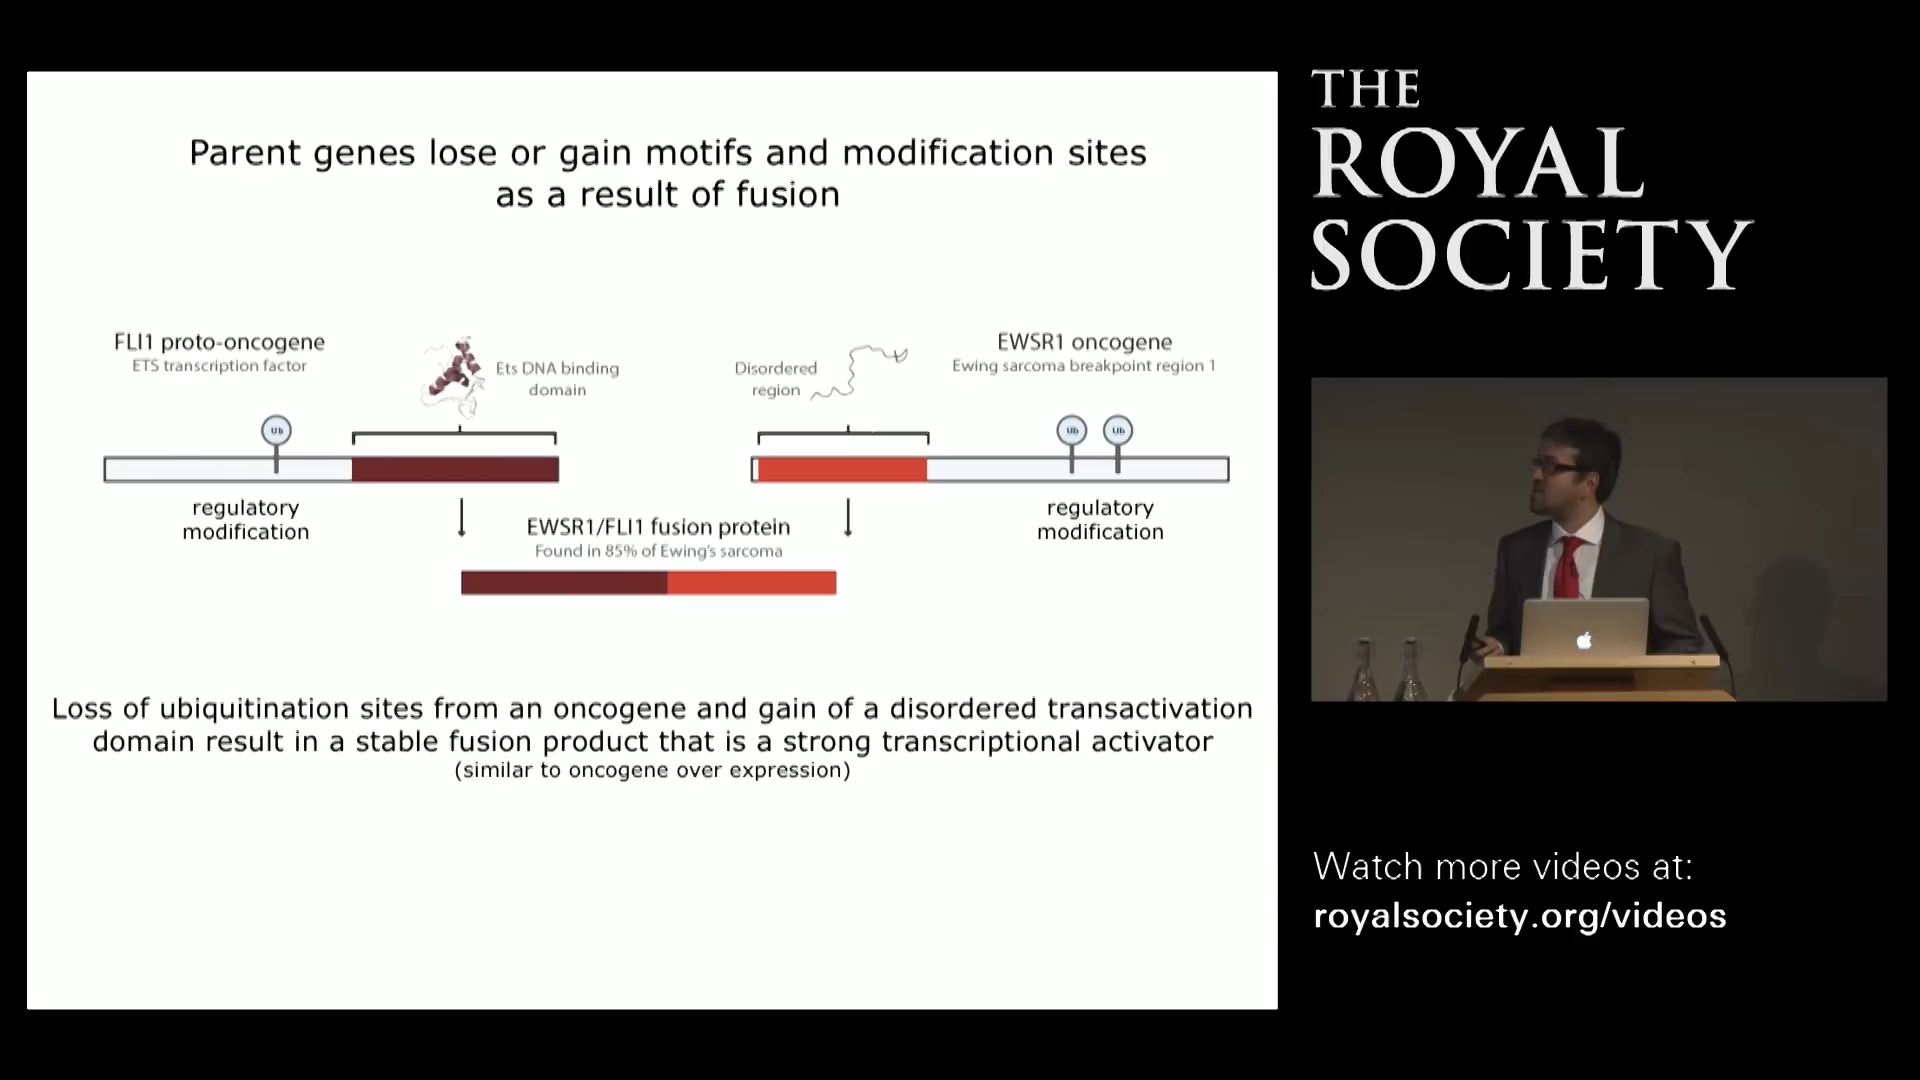 Parent genes lose or gain motifs and modification sites
as a result of fusion
FLI1 proto-oncogene
ETS transcription factor
Ets DNA binding
domain
Disordered
region
EWSR1 oncogene
Ewing sarcoma breakpoint region 1
Ub
Ub
Ub
regulatory
modification
EWSR1/FLI1 fusion protein
Found in 85% of Ewing's sarcoma
regulatory
modification
Loss of ubiquitination sites from an oncogene and gain of a disordered transactivation
domain result in a stable fusion product that is a strong transcriptional activator
(similar to oncogene over expression)
THE
ROYAL
SOCIETY
Watch more videos at:
royalsociety.org/videos